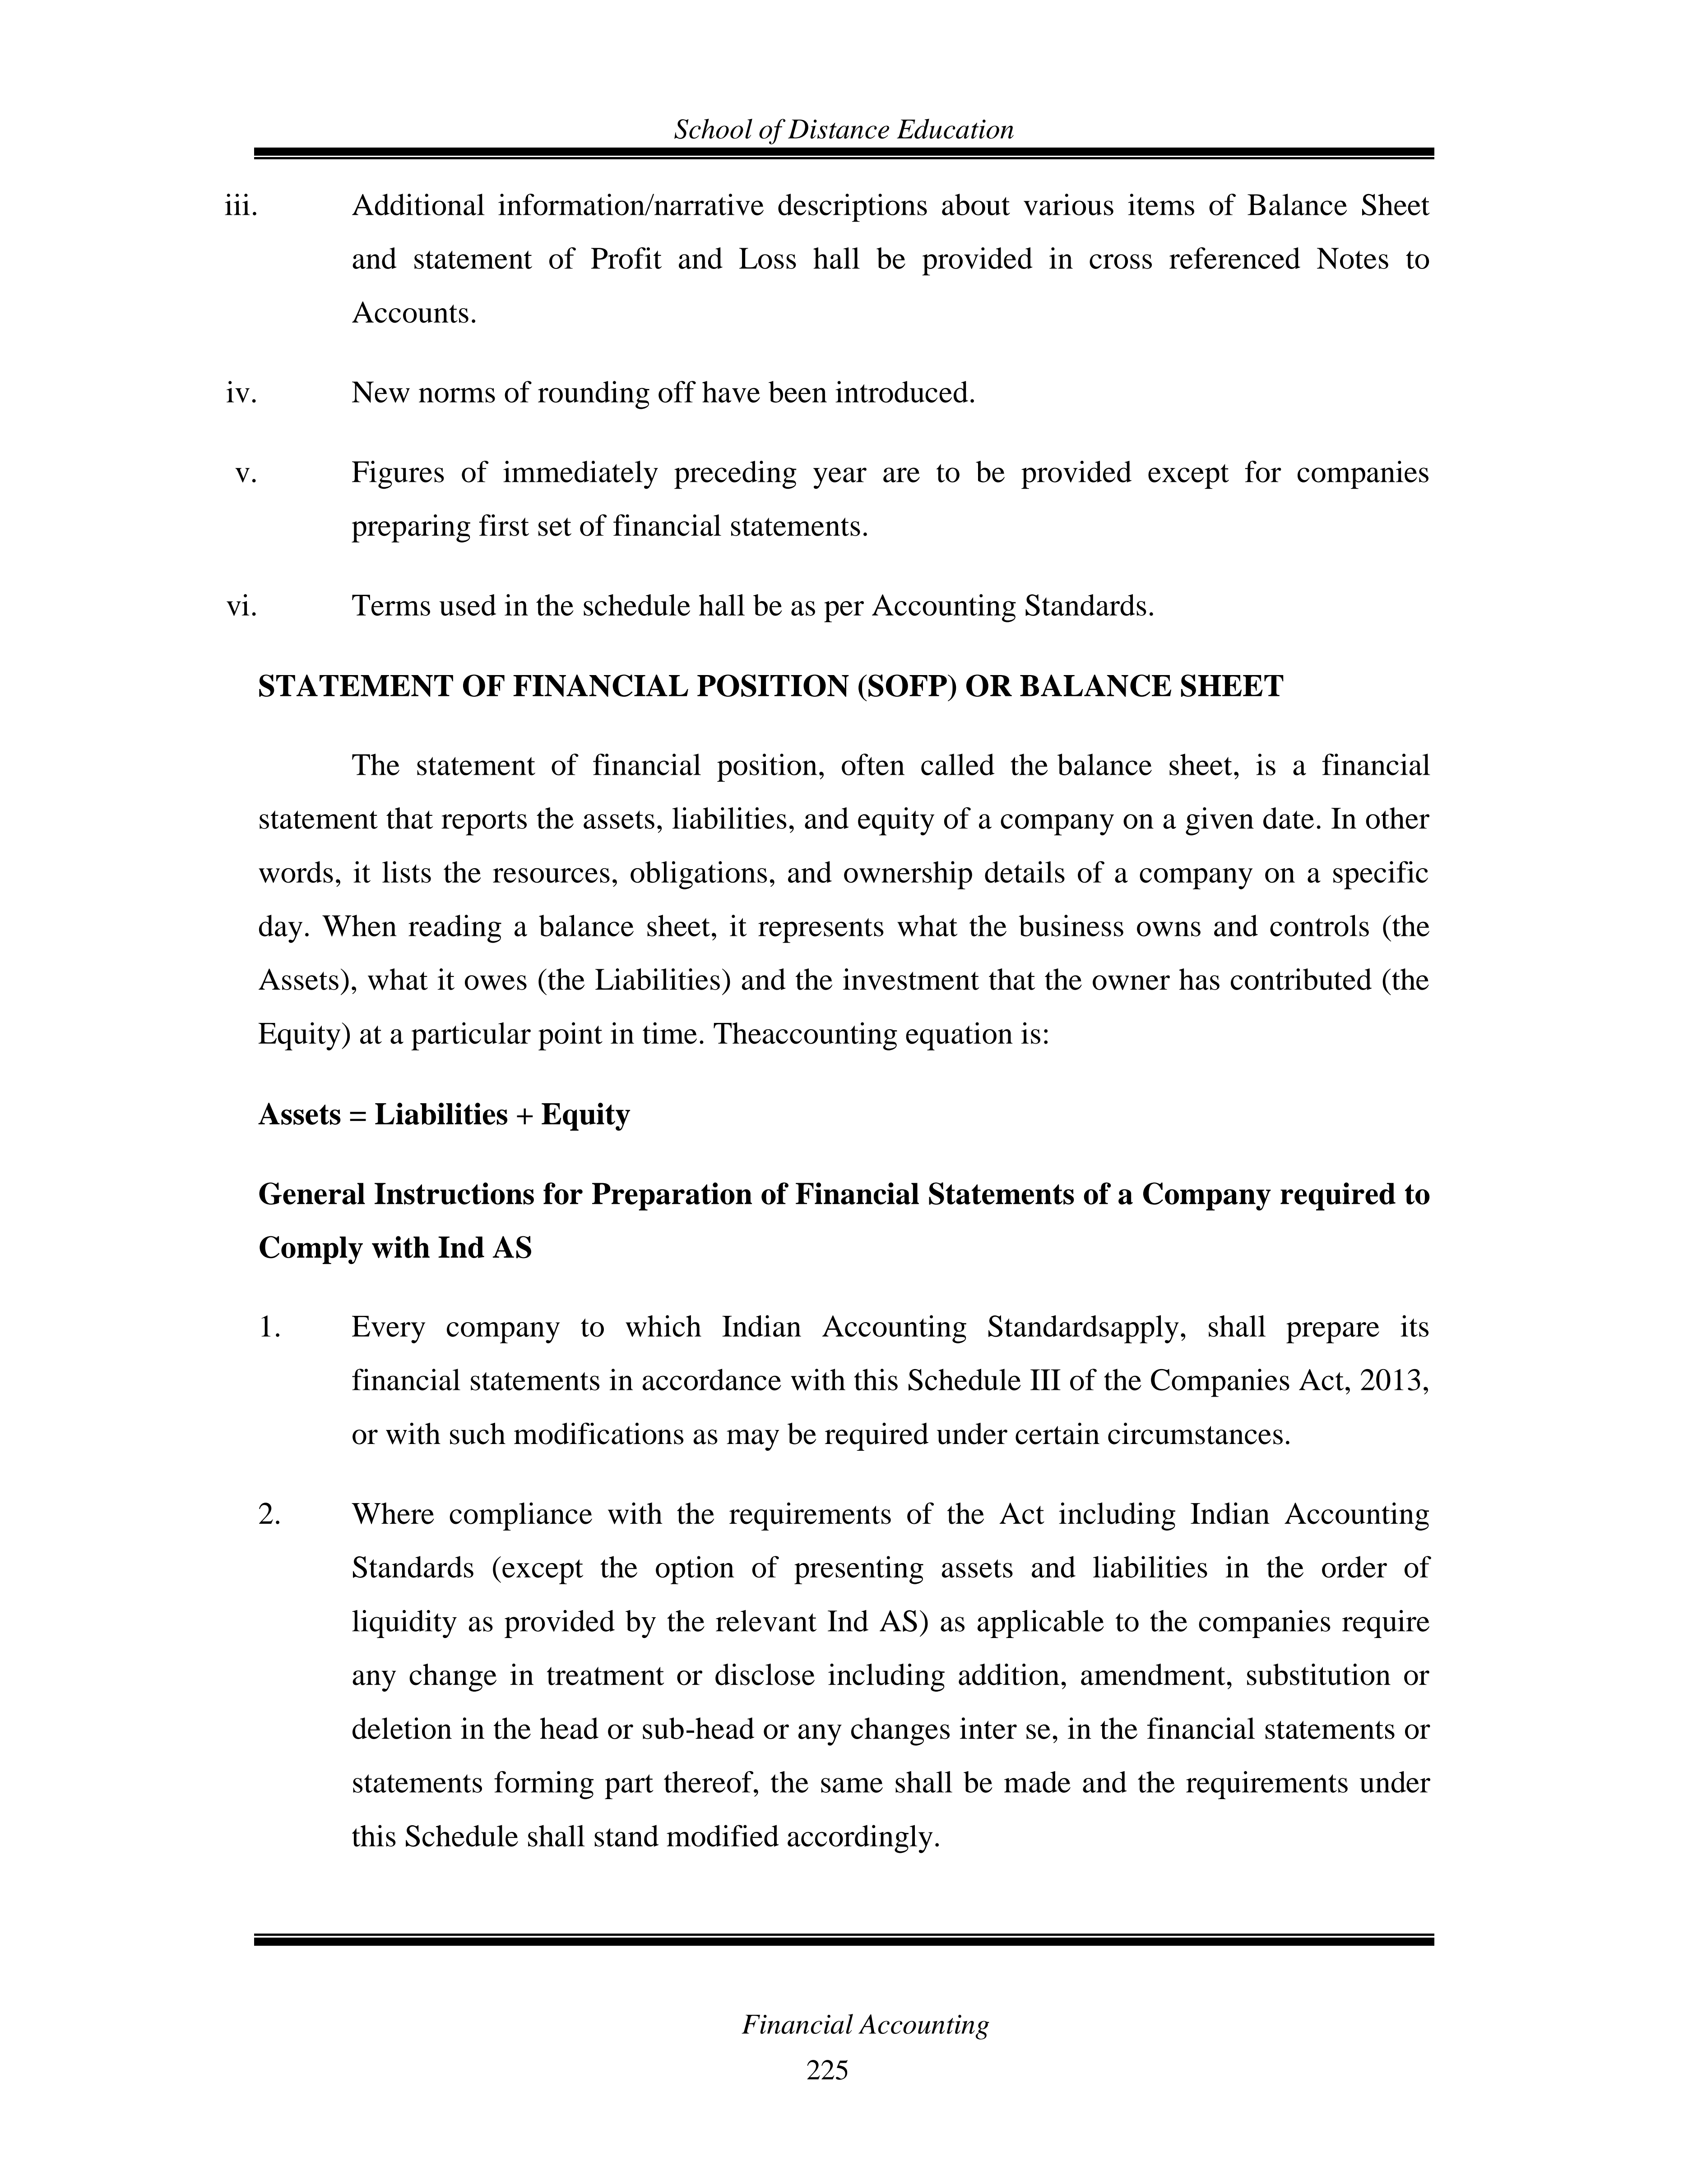 School of Distance Education
iii. Additional information/narrative descriptions about various items of Balance Sheet
and statement of Profit and Loss hall be provided in cross referenced Notes to
Accounts.
iv. New norms of rounding off have been introduced.
v. Figures of immediately preceding year are to be provided except for companies
preparing first set of financial statements.
vi. Terms used in the schedule hall be as per Accounting Standards.
STATEMENT OF FINANCIAL POSITION (SOFP) OR BALANCE SHEET
The statement of financial position, often called the balance sheet, is a financial
statement that reports the assets, liabilities, and equity of a company on a given date. In other
words, it lists the resources, obligations, and ownership details of a company on a specific
day. When reading a balance sheet, it represents what the business owns and controls (the
Assets), what it owes (the Liabilities) and the investment that the owner has contributed (the
Equity) at a particular point in time. Theaccounting equation is:
Assets = Liabilities + Equity
General Instructions for Preparation of Financial Statements of a Company required to
Comply with Ind AS
1. Every company to which Indian Accounting Standardsapply, shall prepare its
financial statements in accordance with this Schedule III of the Companies Act, 2013,
or with such modifications as may be required under certain circumstances.
2. Where compliance with the requirements of the Act including Indian Accounting
Standards (except the option of presenting assets and liabilities in the order of
liquidity as provided by the relevant Ind AS) as applicable to the companies require
any change in treatment or disclose including addition, amendment, substitution or
deletion in the head or sub-head or any changes inter se, in the financial statements or
statements forming part thereof, the same shall be made and the requirements under
this Schedule shall stand modified accordingly.
Financial Accounting
225